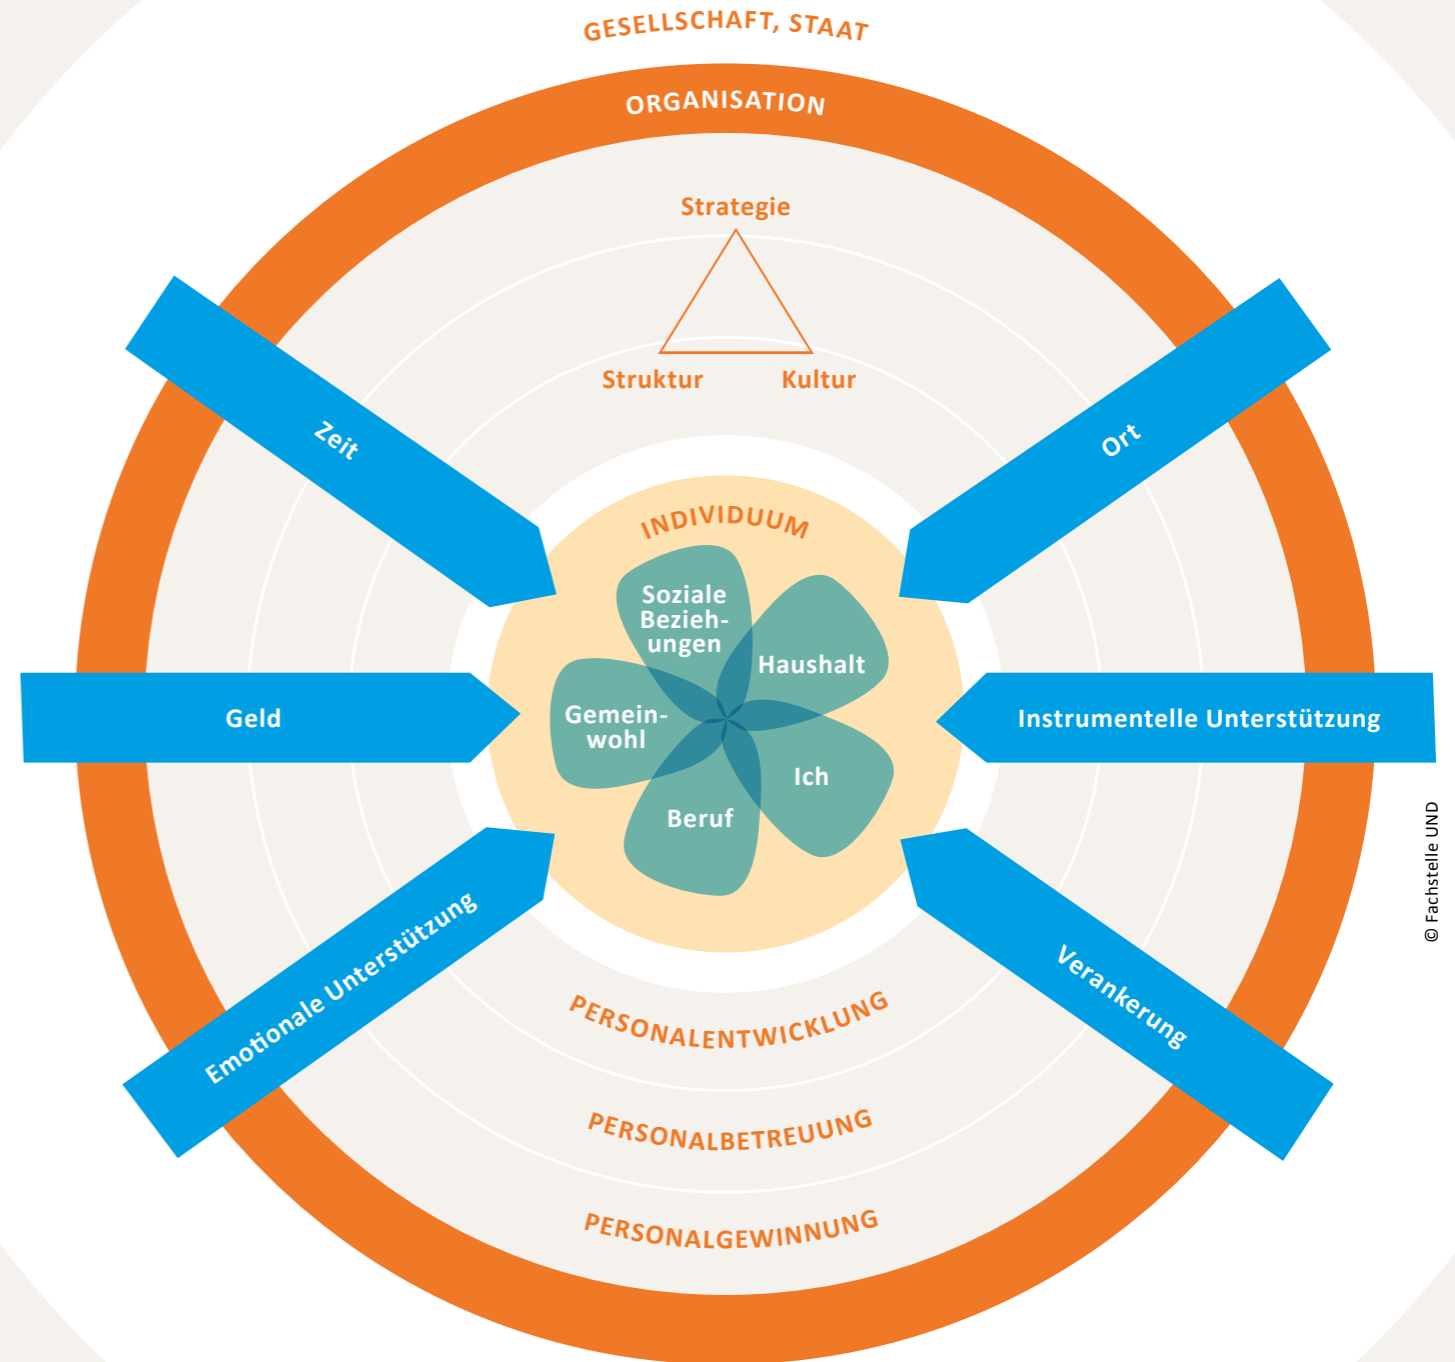 GESELLSCHAFT, STAAT
ORGANISATION
Strategie
Struktur
Kultur
Zeit
Ort
INDIVIDUUM
Soziale
Bezieh-
ungen
Haushalt
Gemein-
wohl
Ich
Beruf
Geld
Instrumentelle Unterstützung
Emotionale Unterstützung
Verankerung
PERSONALENTWICKLUNG
PERSONALBETREUUNG
PERSONALGEWINNUNG
© Fachstelle UND